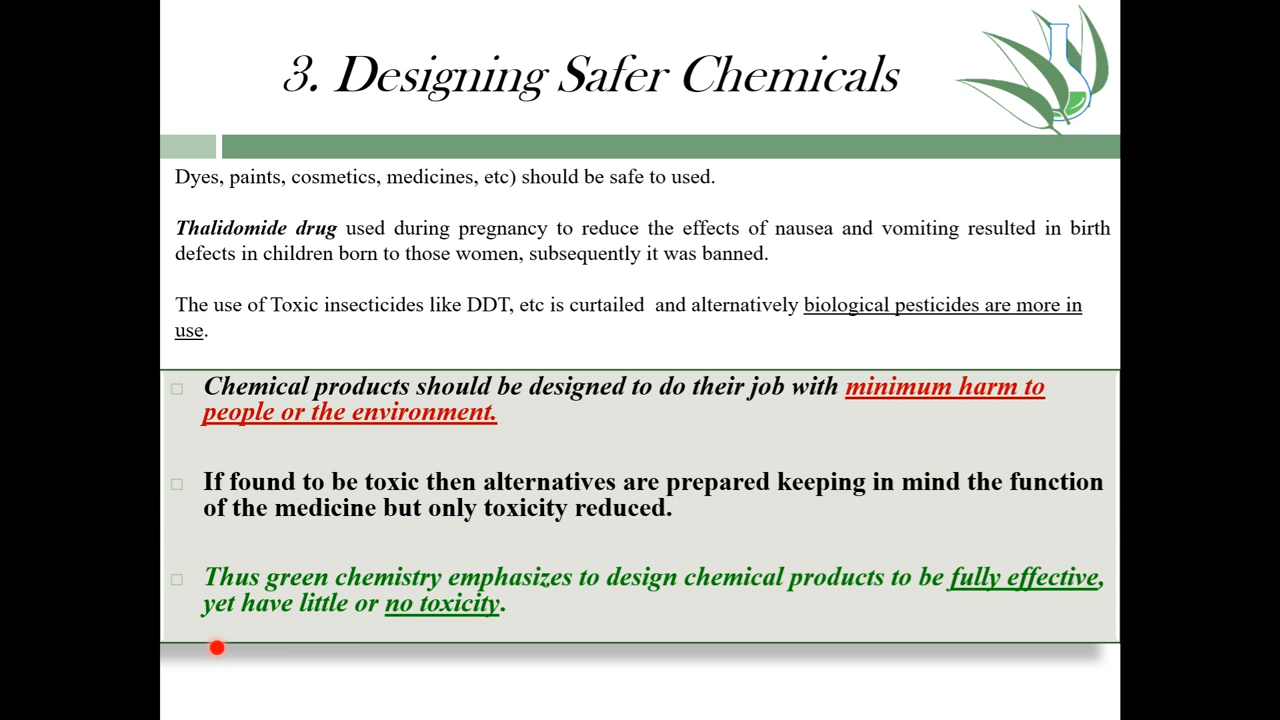 3. Designing Safer Chemicals
Dyes, paints, cosmetics, medicines, etc) should be safe to used.
Thalidomide drug used during pregnancy to reduce the effects of nausea and vomiting resulted in birth
defects in children born to those women, subsequently it was banned.
The use of Toxic insecticides like DDT, etc is curtailed and alternatively biological pesticides are more in
use.
Chemical products should be designed to do their job with minimum harm to
people or the environment.
If found to be toxic then alternatives are prepared keeping in mind the function
of the medicine but only toxicity reduced.
Thus green chemistry emphasizes to design chemical products to be fully effective,
yet have little or no toxicity.